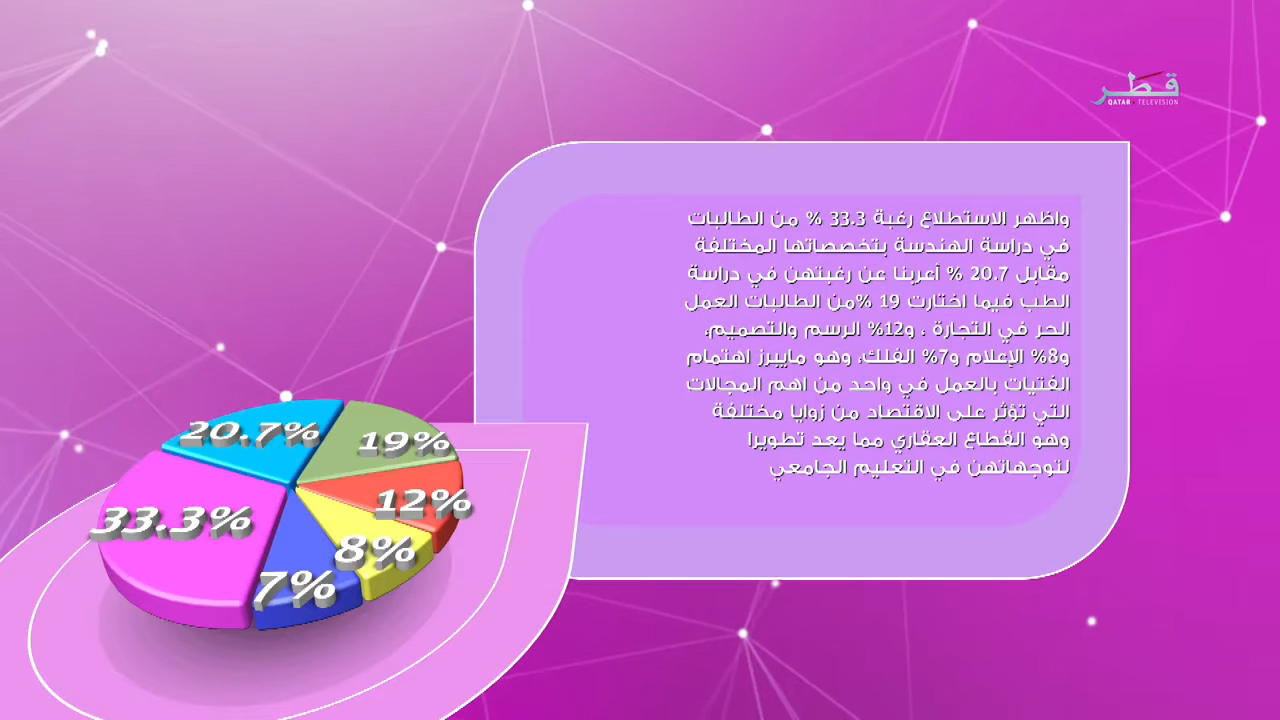 قطر
QATAR TELEVISION
واظهر الاستطلاع رغبة 33.3 % من الطالبات
في دراسة الهندسة بتخصصاتها المختلفة
مقابل 20.7 % أعربنا عن رغبتهن في دراسة
الطب فيما اختارت 19 %من الطالبات العمل
الحر في التجارة ، و12% الرسم والتصميم،
و8% الإعلام و7% الفلك، وهو مايبرز اهتمام
الفتيات بالعمل في واحد من اهم المجالات
التي تؤثر على الاقتصاد من زوايا مختلفة
وهو القطاع العقاري مما يعد تطويرا
لتوجهاتهن في التعليم الجامعي
20.7%
19%
33.3%
12%
8%
7%